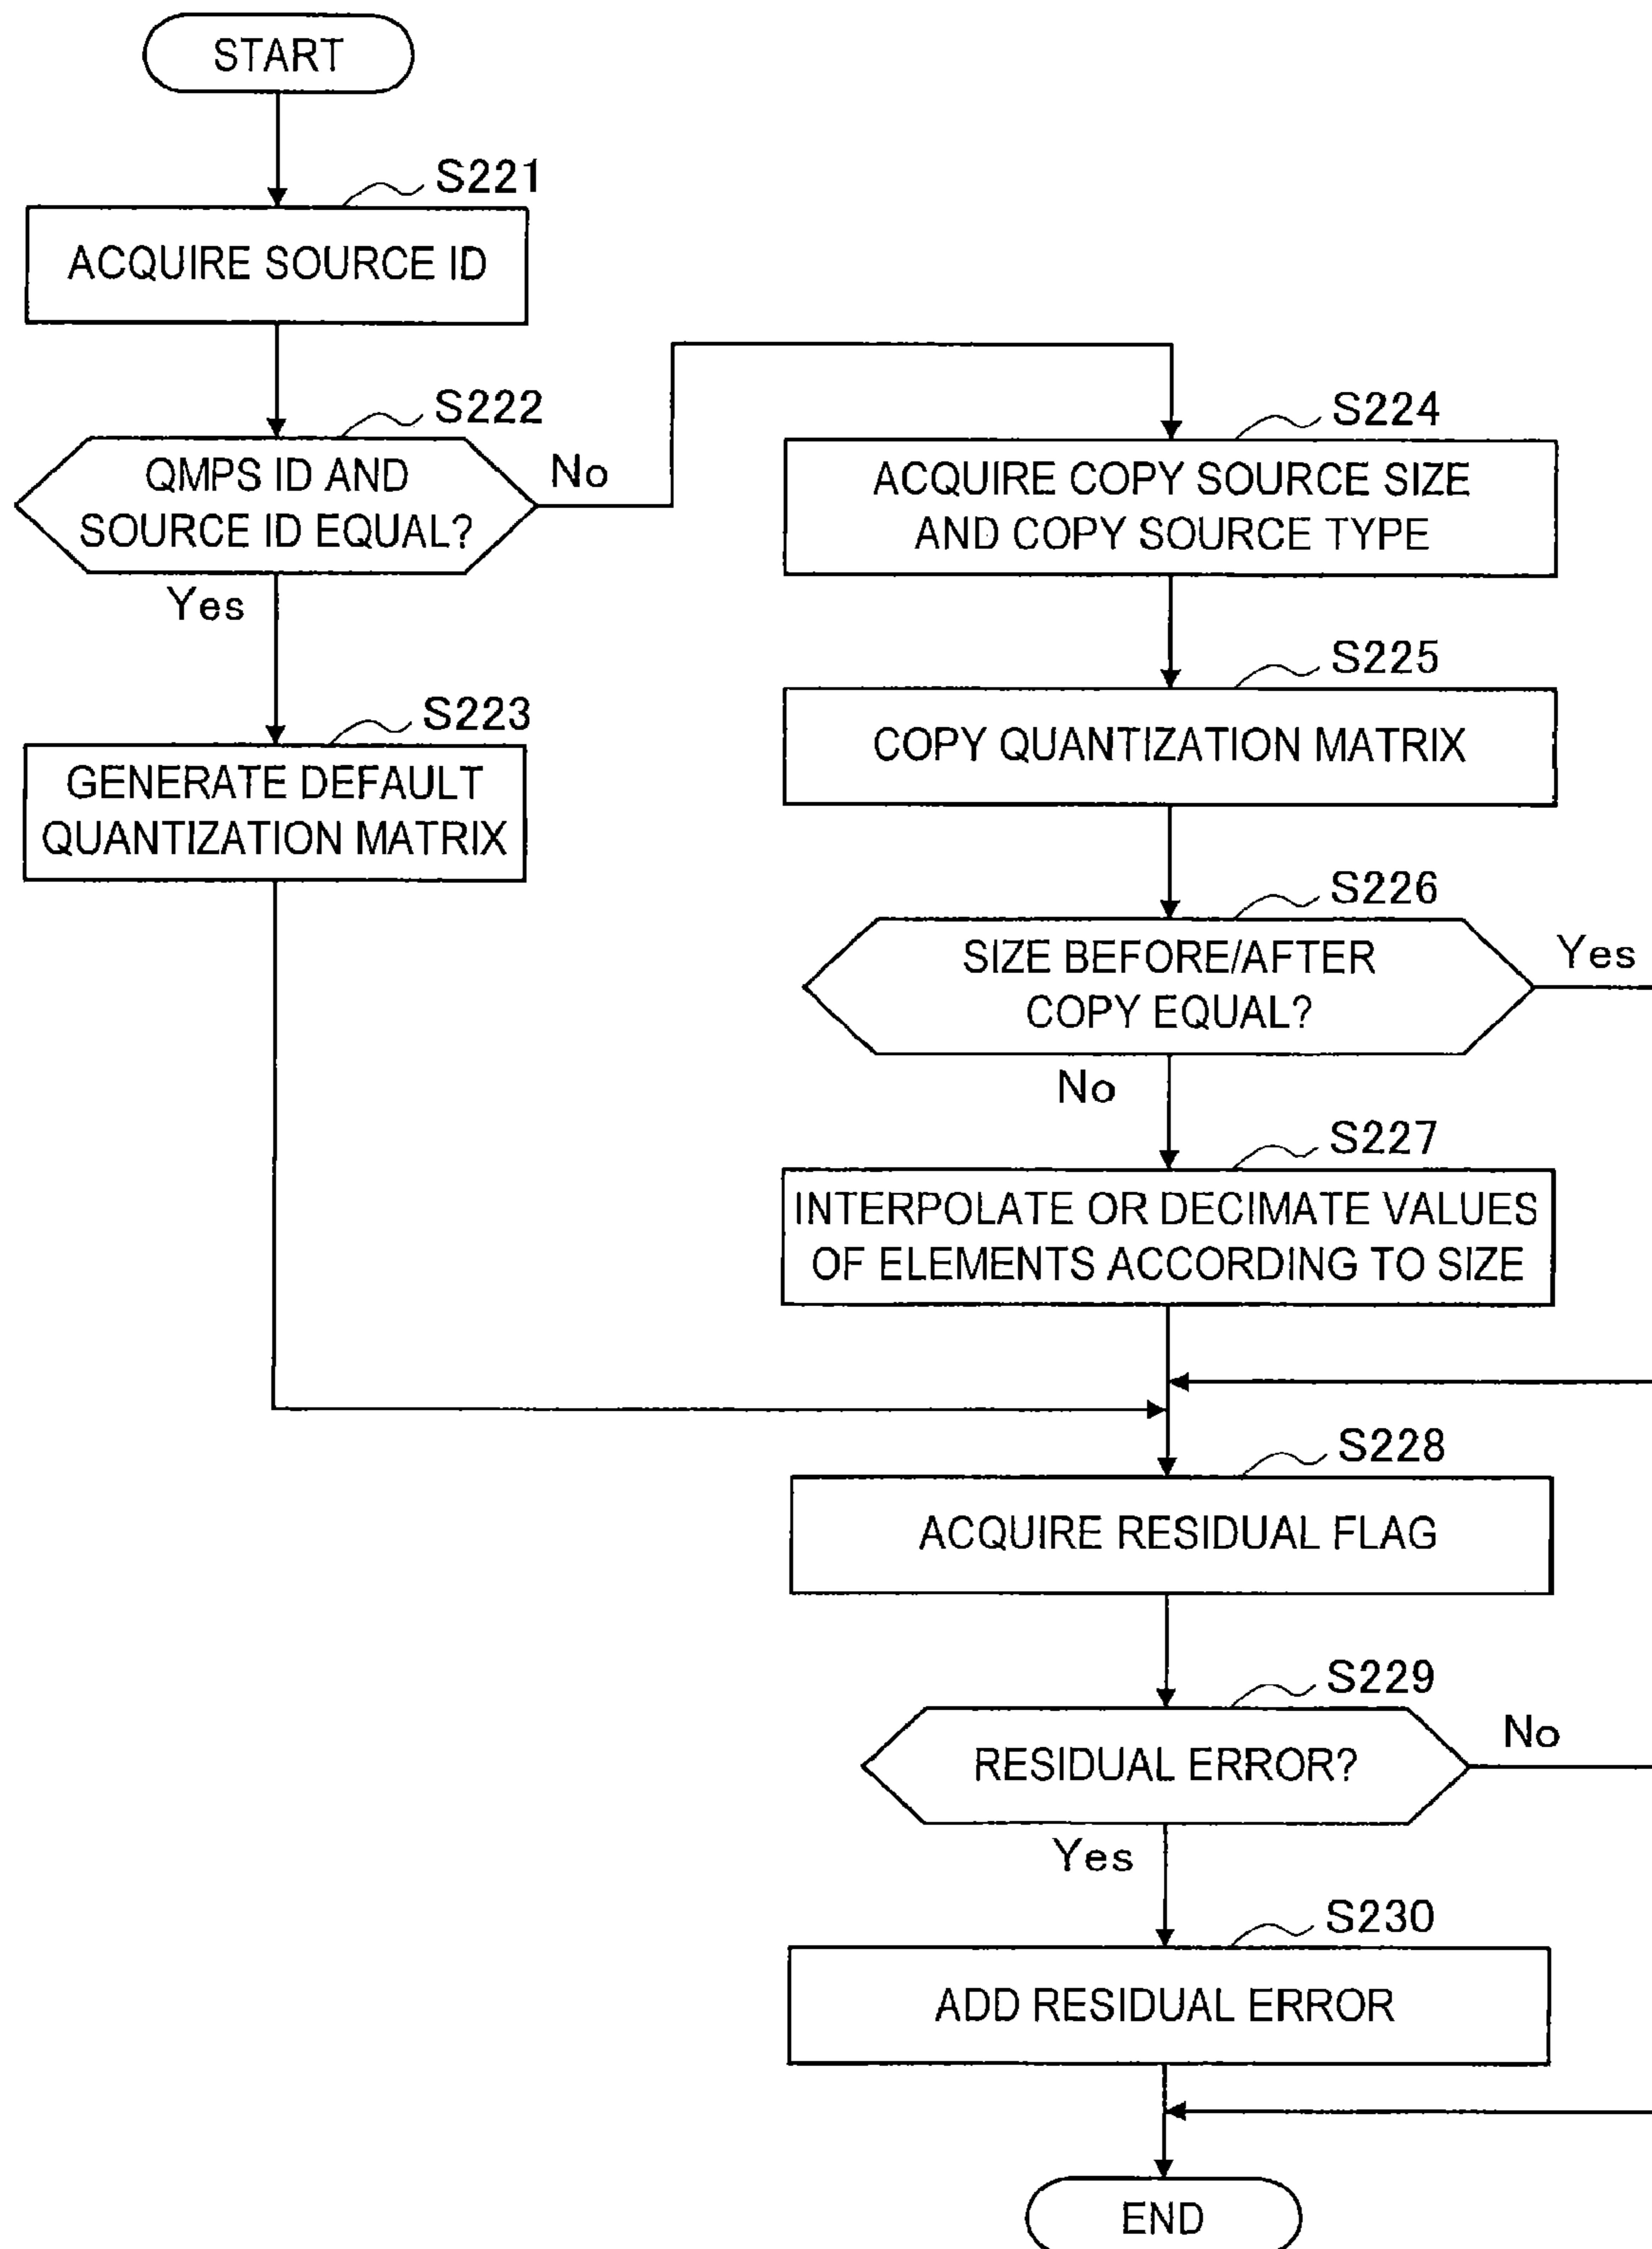 START
S221
ACQUIRE SOURCE ID
S222
QMPS ID AND
SOURCE ID EQUAL?
No
Yes
S223
GENERATE DEFAULT
QUANTIZATION MATRIX
S224
ACQUIRE COPY SOURCE SIZE
AND COPY SOURCE TYPE
S225
COPY QUANTIZATION MATRIX
S226
SIZE BEFORE/AFTER
COPY EQUAL?
Yes
No
S227
INTERPOLATE OR DECIMATE VALUES
OF ELEMENTS ACCORDING TO SIZE
S228
ACQUIRE RESIDUAL FLAG
S229
RESIDUAL ERROR?
No
Yes
S230
ADD RESIDUAL ERROR
END